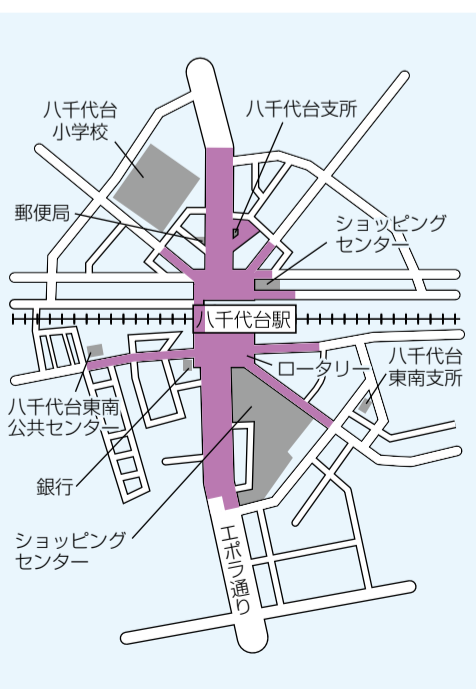 八千代台
小学校
八千代台支所
郵便局
ショッピング
センター
八千代台駅
ロータリー
八千代台
東南支所
八千代台東南
公共センター
銀行
ショッピング
センター
エポラ通り